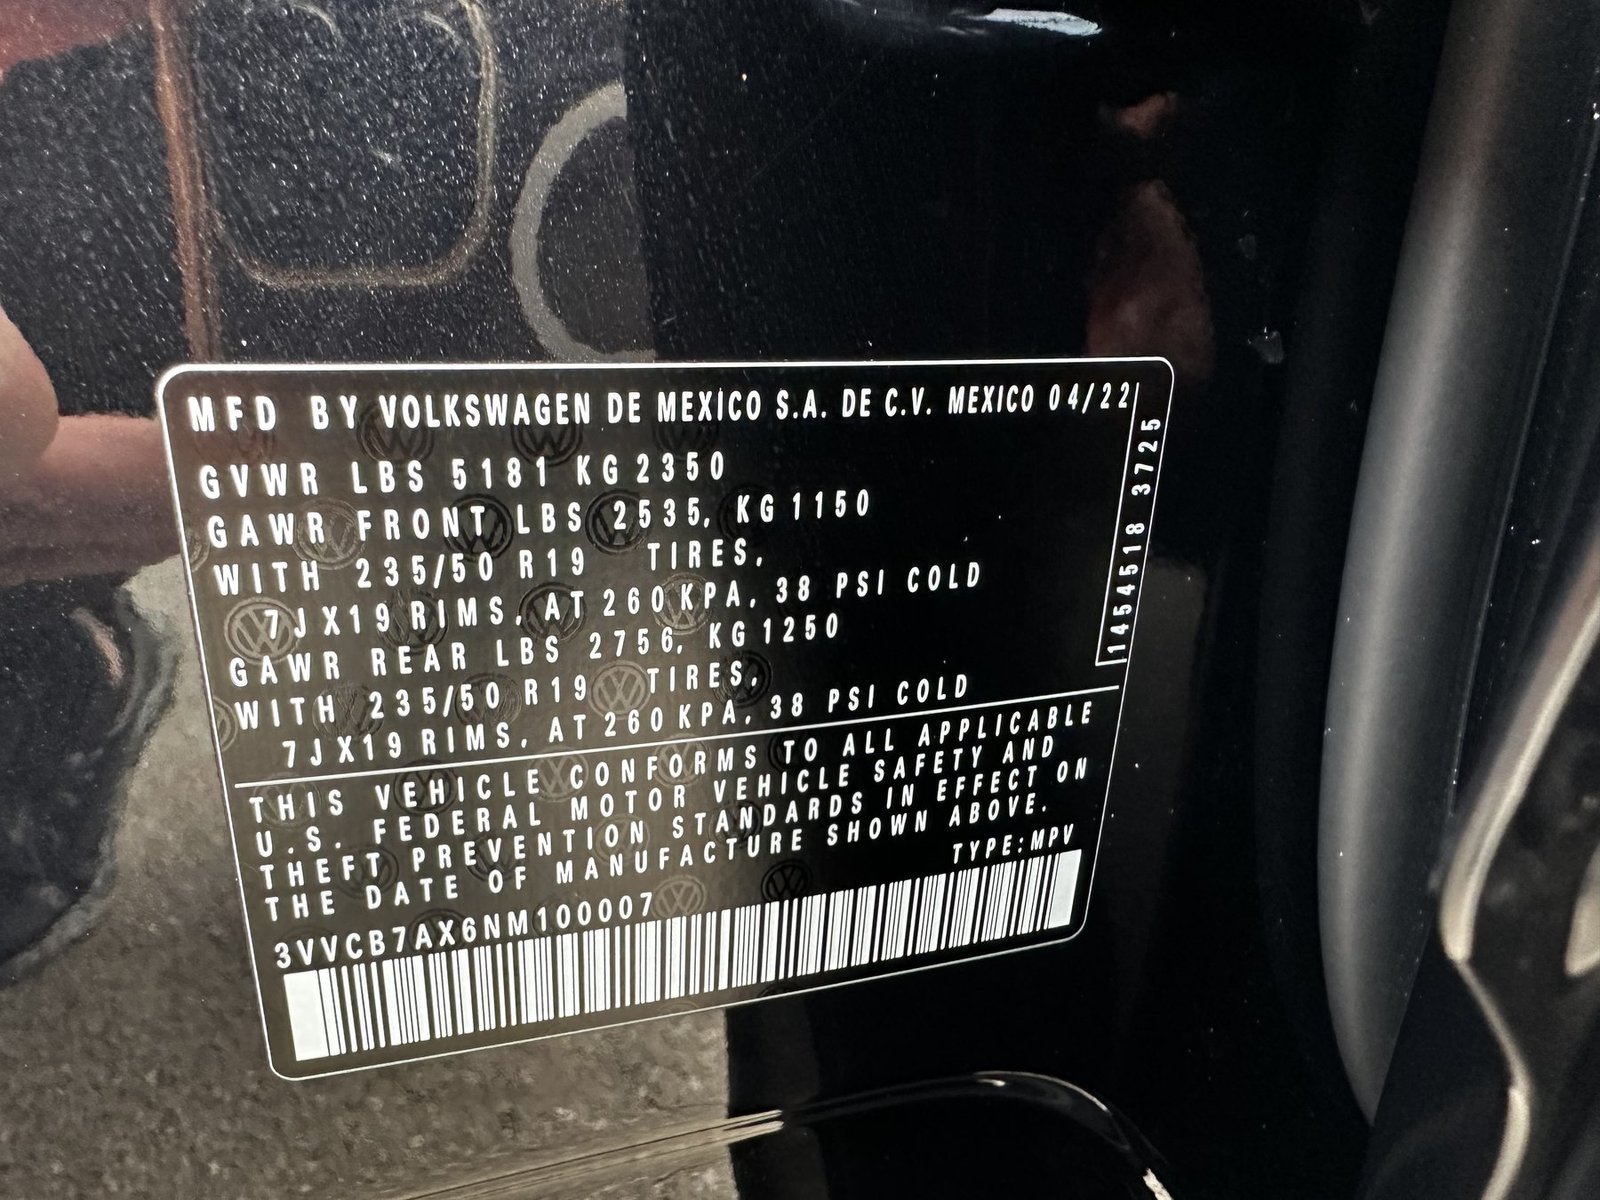 MFD BY VOLKSWAGEN DE MEXICO S.A. DE C.V. MEXICO 04/22
GVWR LBS 5181 KG 2350
GAWR FRONT LBS 2535, KG 1150
WITH 235/50 R19 TIRES,
7JX19 RIMS, AT 260 KPA, 38 PSI COLD
GAWR REAR LBS 2756, KG 1250
WITH 235/50 R19 TIRES,
7JX19 RIMS, AT 260 KPA, 38 PSI COLD
1454518 3725
THIS VEHICLE CONFORMS TO ALL APPLICABLE
U.S. FEDERAL MOTOR VEHICLE SAFETY AND
THEFT PREVENTION STANDARDS IN EFFECT ON
THE DATE OF MANUFACTURE SHOWN ABOVE.
TYPE: MPV
3VVCB7AX6NM100007